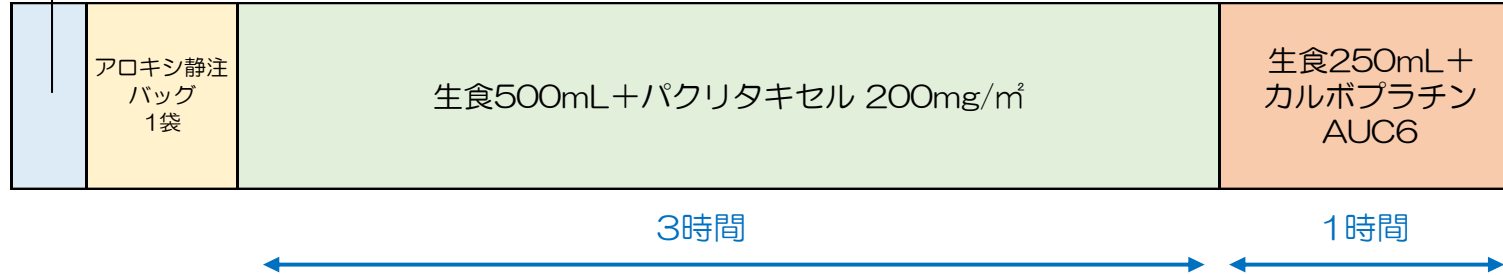 アロキシ静注
バッグ
1袋
生食500mL＋パクリタキセル 200mg/㎡
生食250mL＋
カルボプラチン
AUC6
3時間
1時間